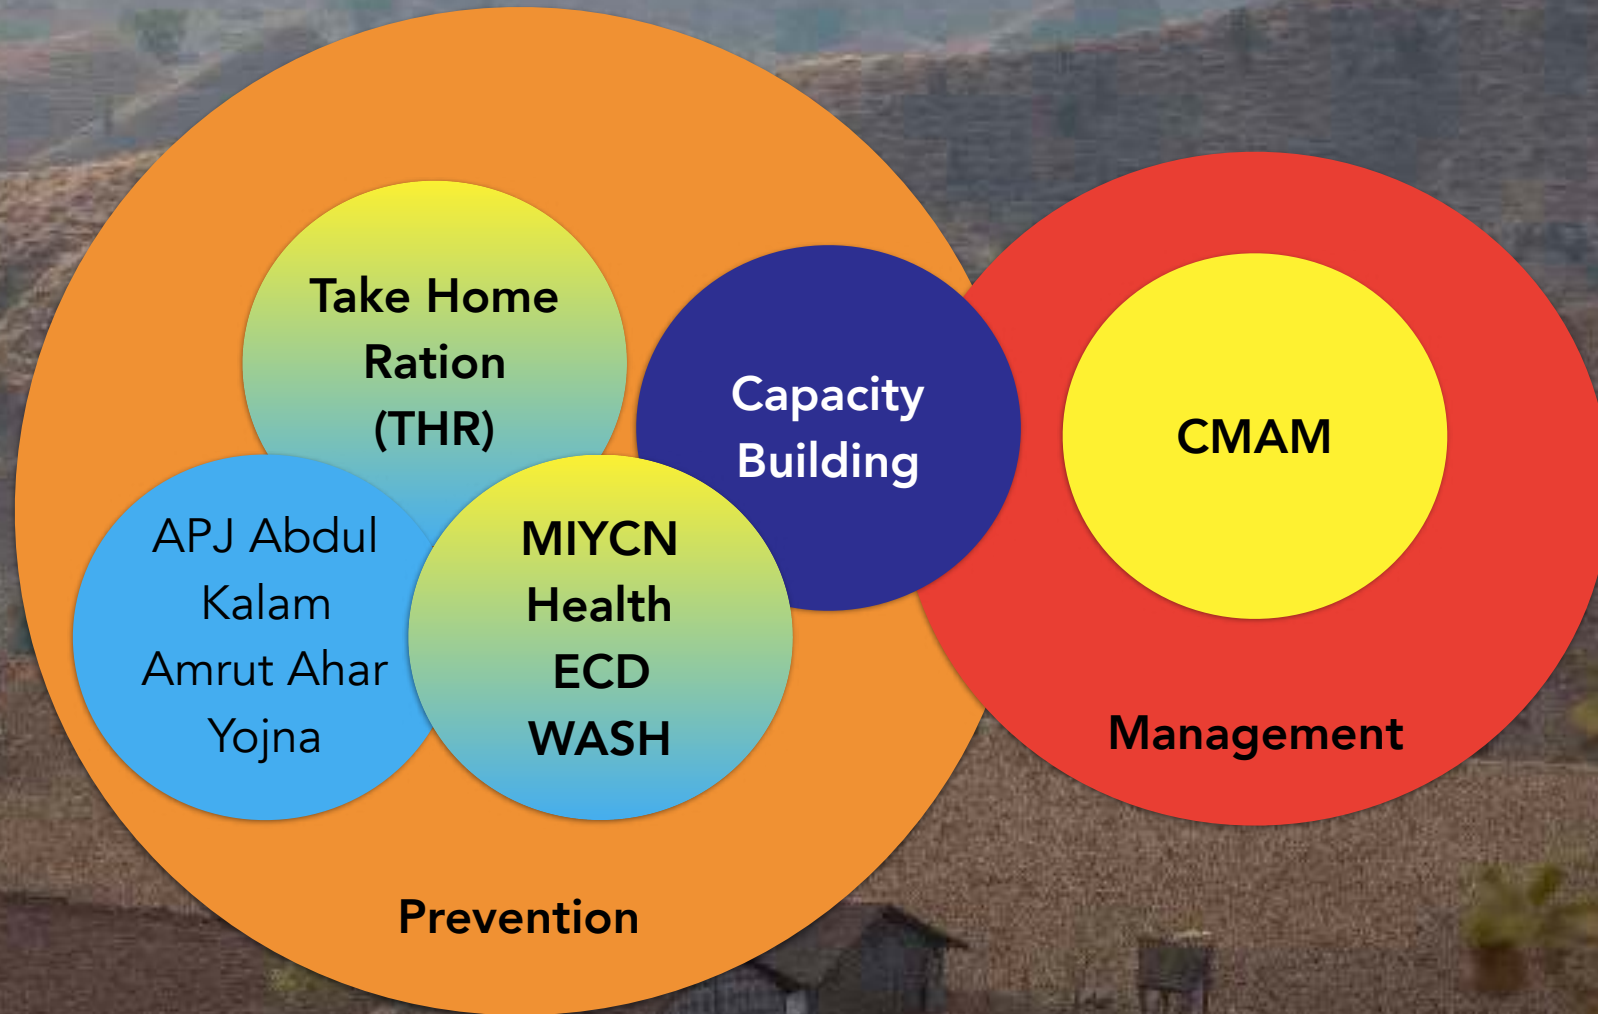 Take Home
Ration
(THR)
Capacity
Building
CMAM
APJ Abdul
Kalam
Amrut Ahar
Yojna
MIYCN
Health
ECD
WASH
Management
Prevention